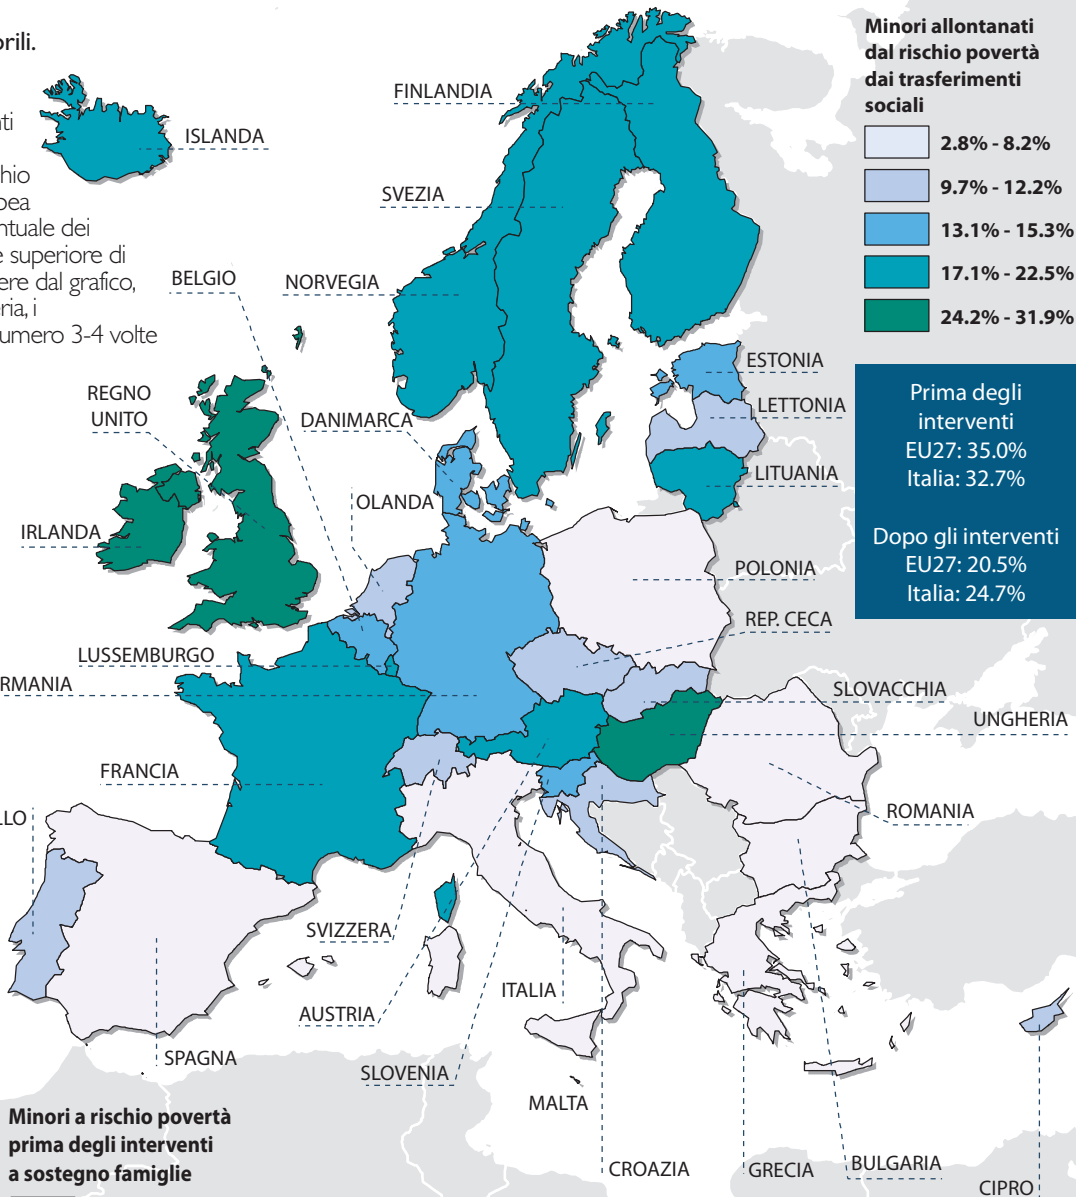 orili.
nti
chio
pea
ntuale dei
e superiore di
ere dal grafico,
eria, i
numero 3-4 volte
ISLANDA
FINLANDIA
SVEZIA
BELGIO
NORVEGIA
REGNO
UNITO
DANIMARCA
OLANDA
IRLANDA
ESTONIA
LETTONIA
LITUANIA
POLONIA
REP. CECA
LUSSEMBURGO
RMANIA
SLOVACCHIA
UNGHERIA
FRANCIA
LLO
ROMANIA
SVIZZERA
AUSTRIA
ITALIA
SPAGNA
SLOVENIA
MALTA
CROAZIA
GRECIA
BULGARIA
CIPRO
Minori allontanati
dal rischio povertà
dai trasferimenti
sociali
2.8% - 8.2%
9.7% - 12.2%
13.1% - 15.3%
17.1% - 22.5%
24.2% - 31.9%
Prima degli
interventi
EU27: 35.0%
Italia: 32.7%
Dopo gli interventi
EU27: 20.5%
Italia: 24.7%
Minori a rischio povertà
prima degli interventi
a sostegno famiglie